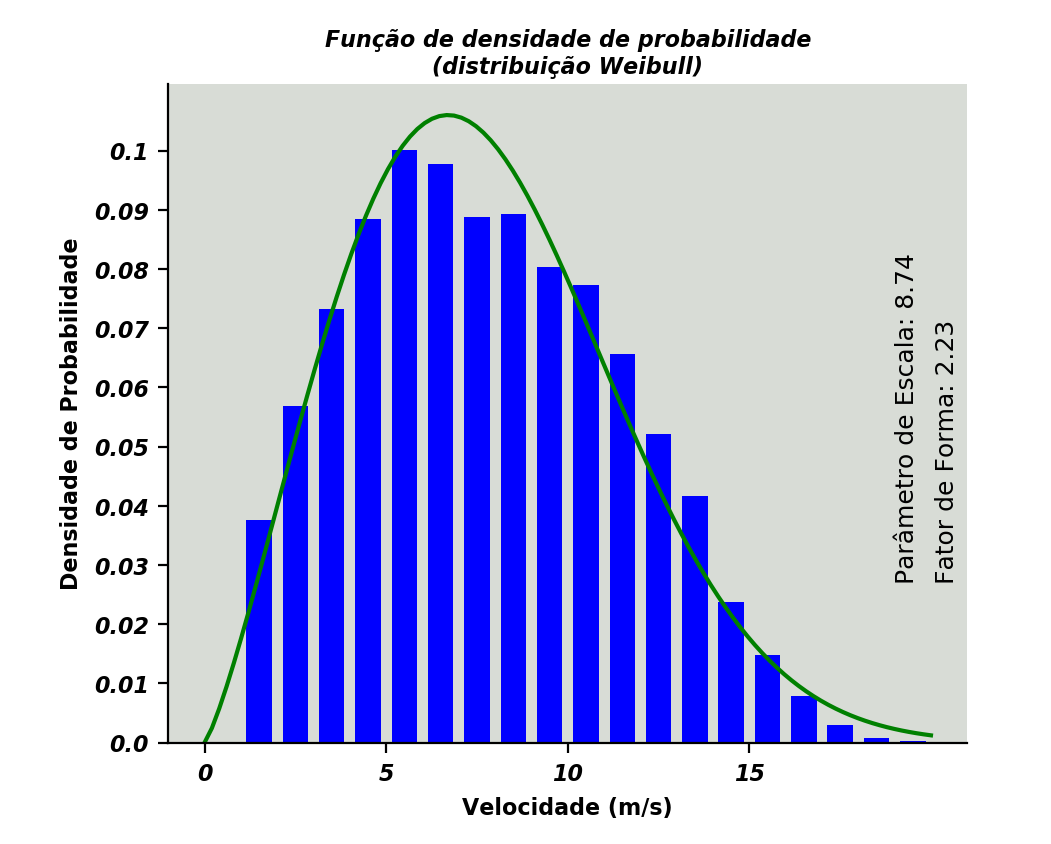 Função de densidade de probabilidade
(distribuição Weibull)
Densidade de Probabilidade
0.1
0.09
0.08
0.07
0.06
0.05
0.04
0.03
0.02
0.01
0.0
0 5 10 15
Velocidade (m/s)
Parâmetro de Escala: 8.74
Fator de Forma: 2.23